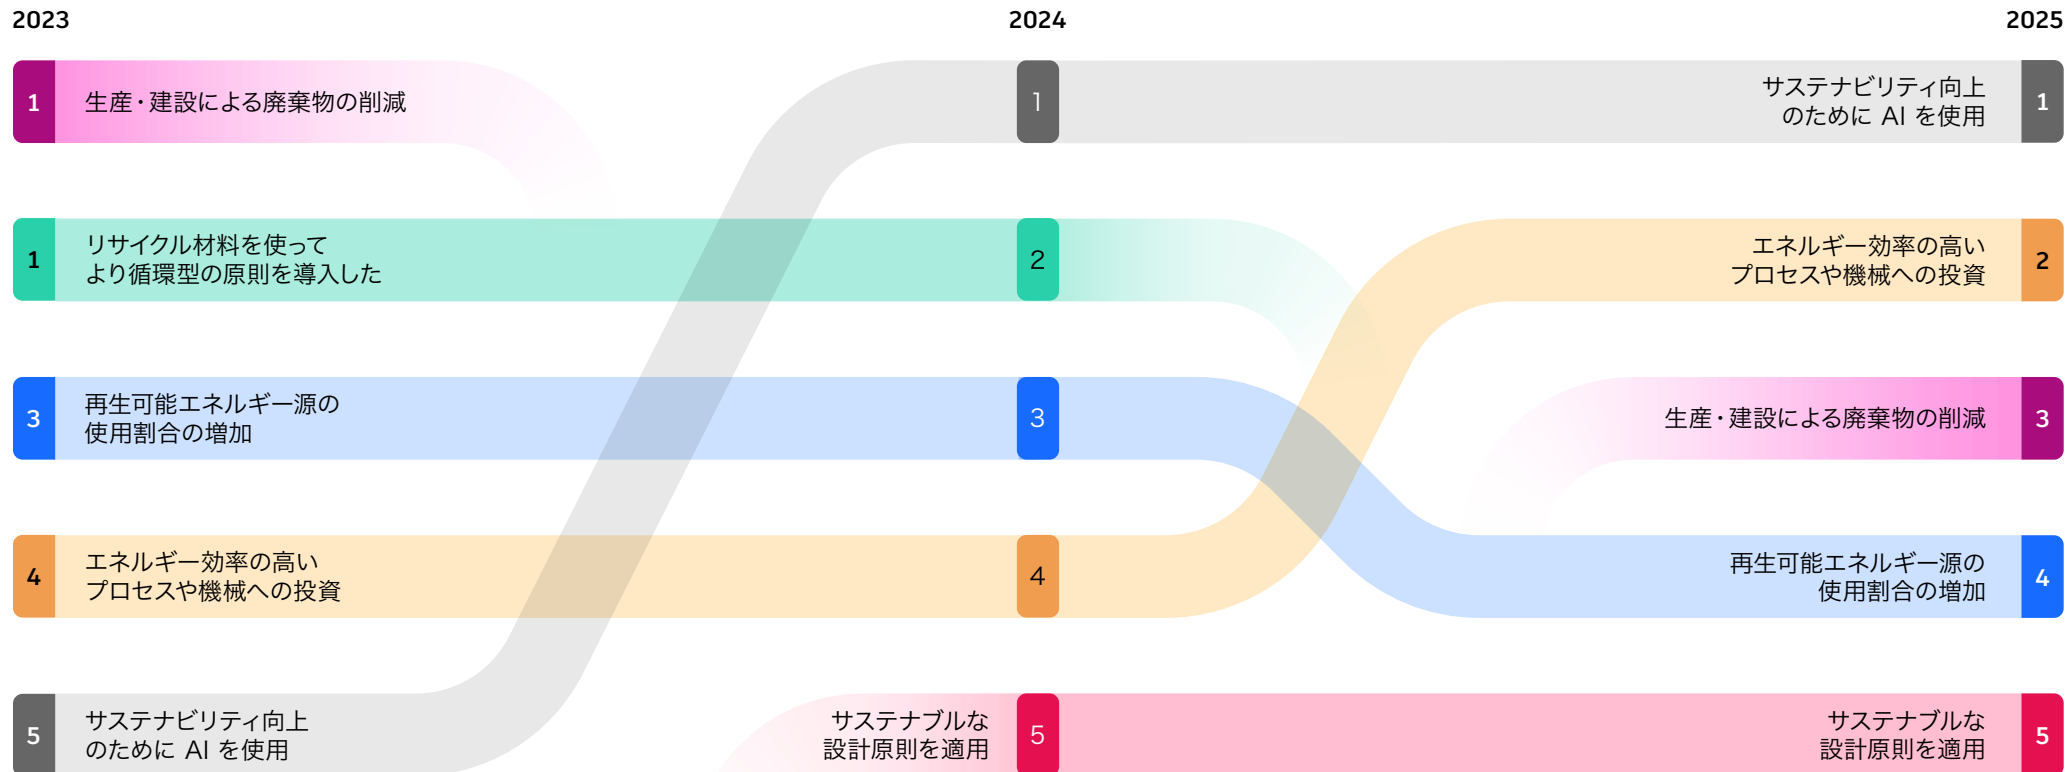 2023
2024
2025
1
生産・建設による廃棄物の削減
1
サステナビリティ向上
のために AI を使用
1
1
リサイクル材料を使って
より循環型の原則を導入した
2
エネルギー効率の高い
プロセスや機械への投資
2
3
再生可能エネルギー源の
使用割合の増加
3
生産・建設による廃棄物の削減
3
4
エネルギー効率の高い
プロセスや機械への投資
4
再生可能エネルギー源の
使用割合の増加
4
5
サステナビリティ向上
のために AI を使用
サステナブルな
設計原則を適用
5
サステナブルな
設計原則を適用
5